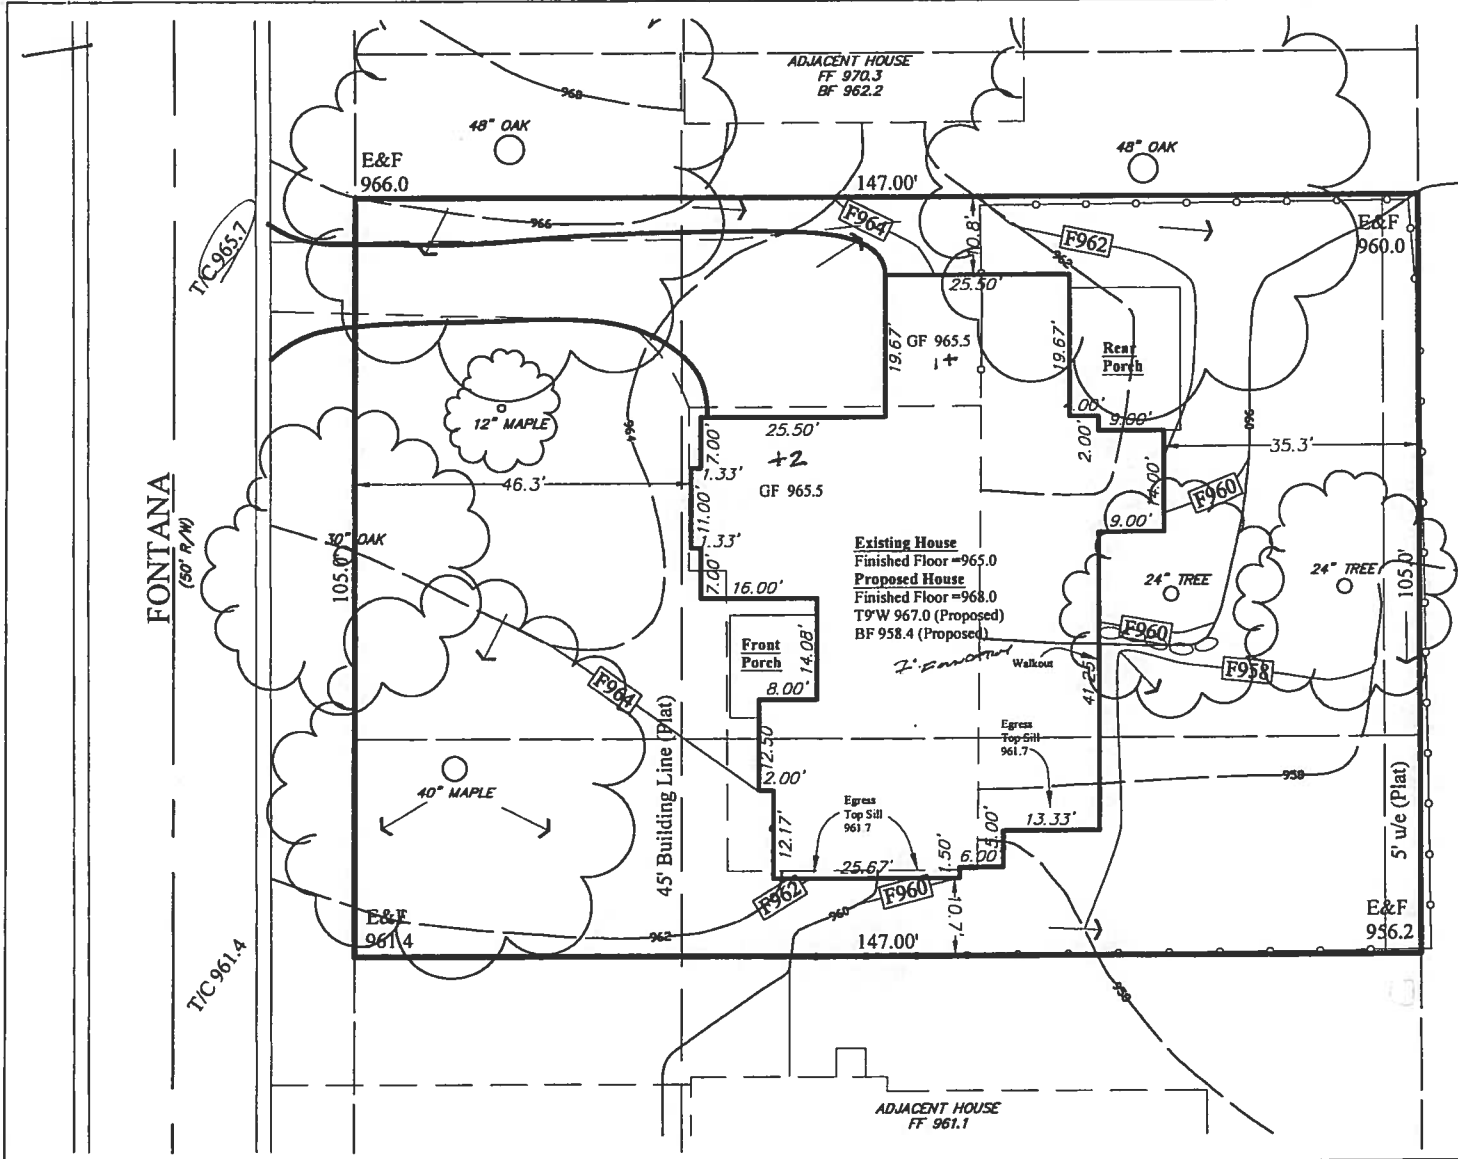 ADJACENT HOUSE
FF 970.3
BF 962.2
968
48" OAK
48" OAK
E&F
966.0
147.00'
966
F964
10.8'
F962
962
E&F
960.0
T/C 965.7
25.50'
19.67'
GF 965.5
1+
19.67'
Rear
Porch
12" MAPLE
964
25.50'
7.00'
+2
1.33'
GF 965.5
2.00'
9.00'
960
35.3'
46.3'
14.00'
F960
11.00'
1.33'
9.00'
FONTANA
(50' R/W)
30" OAK
105.0'
7.00'
16.00'
Existing House
Finished Floor =965.0
Proposed House
Finished Floor =968.0
T9'W 967.0 (Proposed)
BF 958.4 (Proposed)
24" TREE
24" TREE
105.0'
F960
Front
Porch
14.08'
Walkout
F958
F964
8.00'
41.25'
45' Building Line (Plat)
12.50'
2.00'
Egress
Top Sill
961.7
958
40" MAPLE
Egress
Top Sill
961.7
12.17'
13.33'
5.00'
5' u/e (Plat)
25.67'
1.50'
6.00'
F962
F960
960
10.7'
E&F
961.4
962
147.00'
E&F
956.2
T/C 961.4
958
ADJACENT HOUSE
FF 961.1